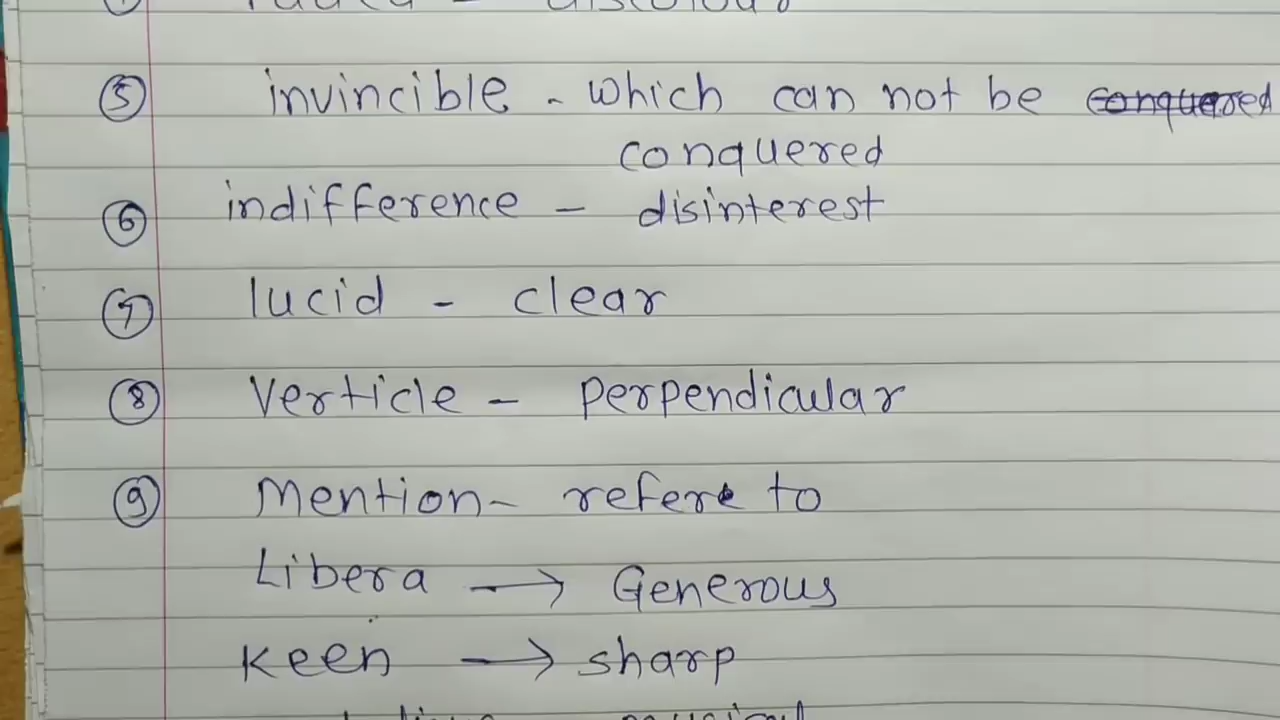 ⑤ invincible - which can not be
conquered
⑥ indifference - disinterest
⑦ lucid - clear
⑧ Verticle - perpendicular
⑨ Mention - refere to
Libera → Generous
Keen → sharp